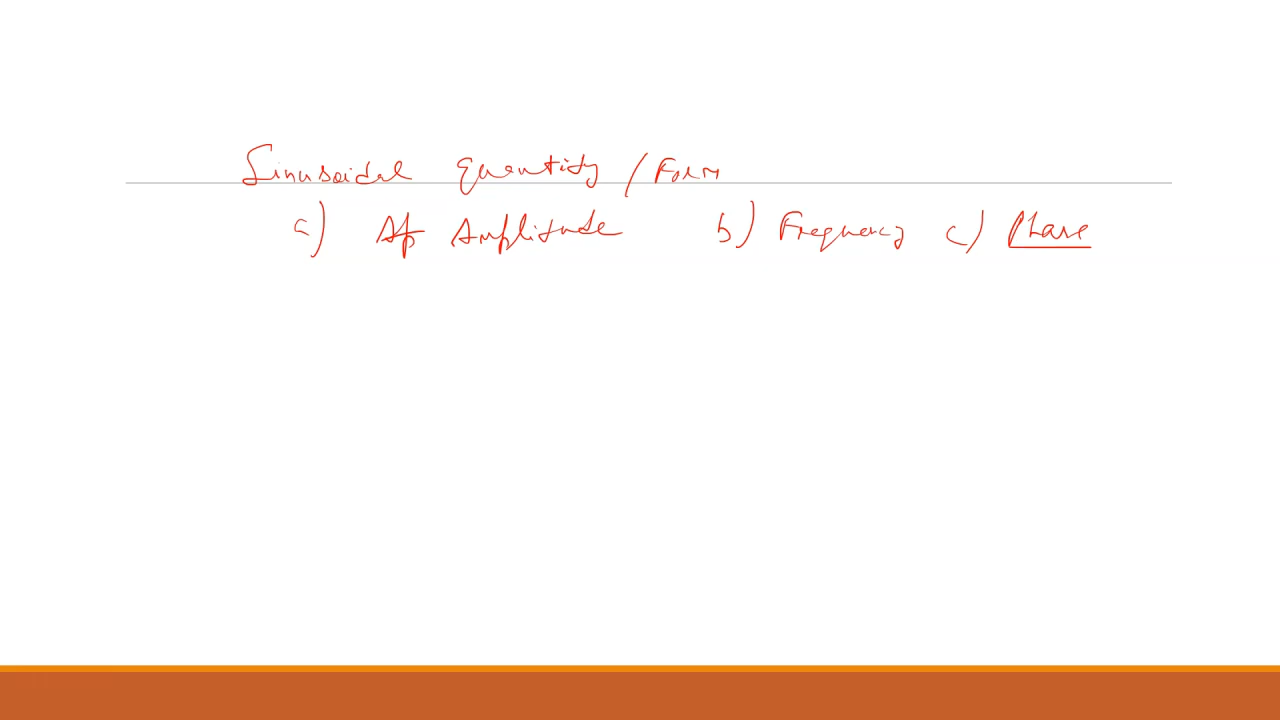 Sinusoidal quantity / Form
a) Amplitude b) Frequency c) Phase